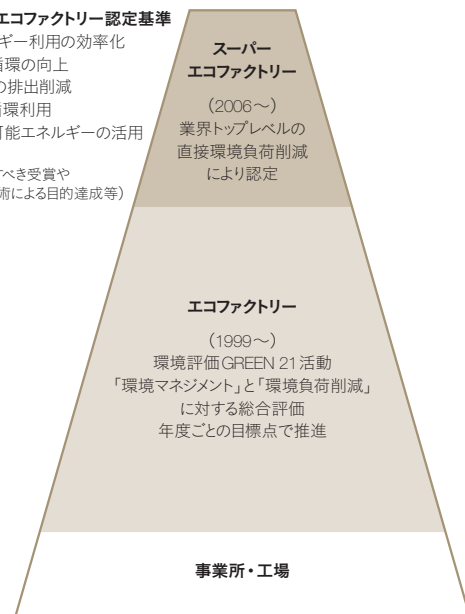 エコファクトリー認定基準
ギー利用の効率化
循環の向上
の排出削減
循環利用
可能エネルギーの活用
べき受賞や
術による目的達成等）
スーパー
エコファクトリー
（2006～）
業界トップレベルの
直接環境負荷削減
により認定
エコファクトリー
（1999～）
環境評価GREEN 21活動
「環境マネジメント」と「環境負荷削減」
に対する総合評価
年度ごとの目標点で推進
事業所・工場